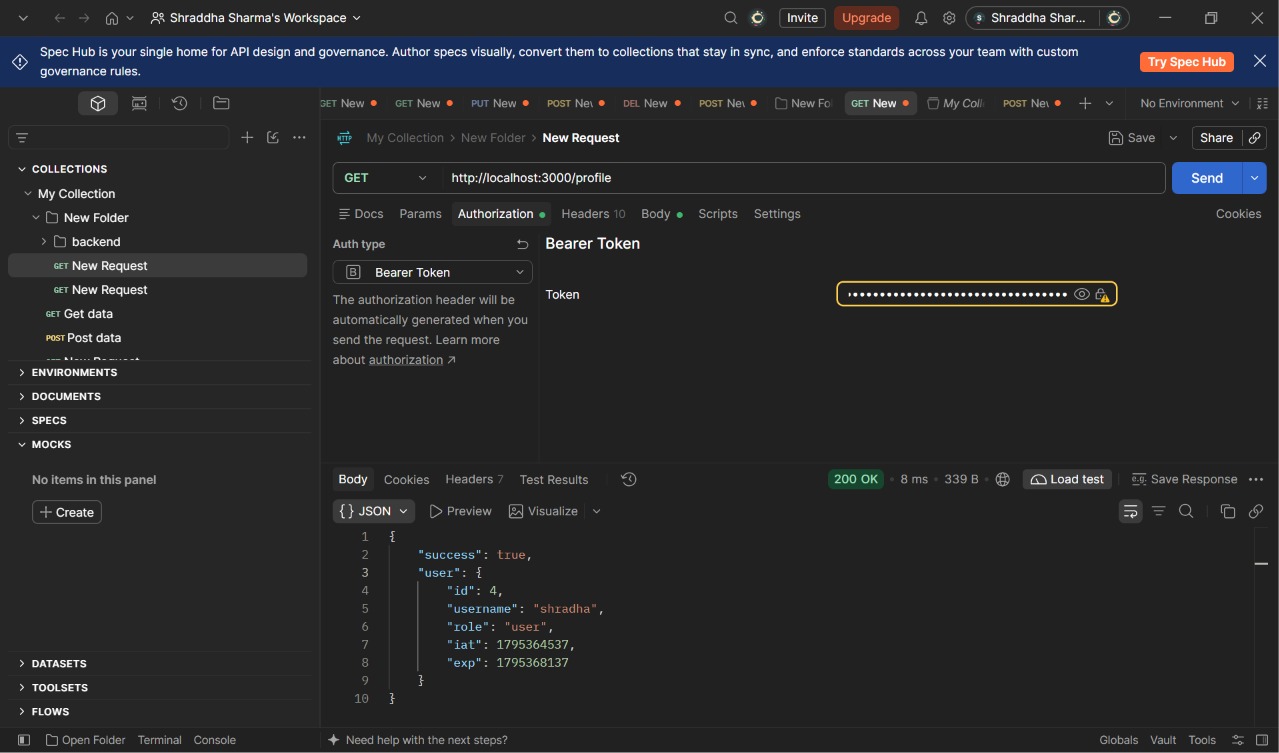 Shraddha Sharma's Workspace
Invite
Upgrade
Shraddha Shar...
Spec Hub is your single home for API design and governance. Author specs visually, convert them to collections that stay in sync, and enforce standards across your team with custom
governance rules.
Try Spec Hub
GET New
GET New
PUT New
POST Nev
DEL New
POST Nev
New Fo
GET New
My Coll
POST Nev
No Environment
HTTP
My Collection > New Folder > New Request
Save
Share
COLLECTIONS
My Collection
New Folder
backend
GET New Request
GET New Request
GET Get data
POST Post data
ENVIRONMENTS
DOCUMENTS
SPECS
MOCKS
No items in this panel
+ Create
DATASETS
TOOLSETS
FLOWS
GET
http://localhost:3000/profile
Send
Docs
Params
Authorization
Headers 10
Body
Scripts
Settings
Cookies
Auth type
B
Bearer Token
The authorization header will be
automatically generated when you
send the request. Learn more
about authorization ↗
Bearer Token
Token
Body
Cookies
Headers 7
Test Results
200 OK
8 ms
339 B
Load test
e.g. Save Response
{} JSON
Preview
Visualize
1 {
2 "success": true,
3 "user": {
4 "id": 4,
5 "username": "shradha",
6 "role": "user",
7 "iat": 1795364537,
8 "exp": 1795368137
9 }
10 }
Open Folder
Terminal
Console
Need help with the next steps?
Globals
Vault
Tools